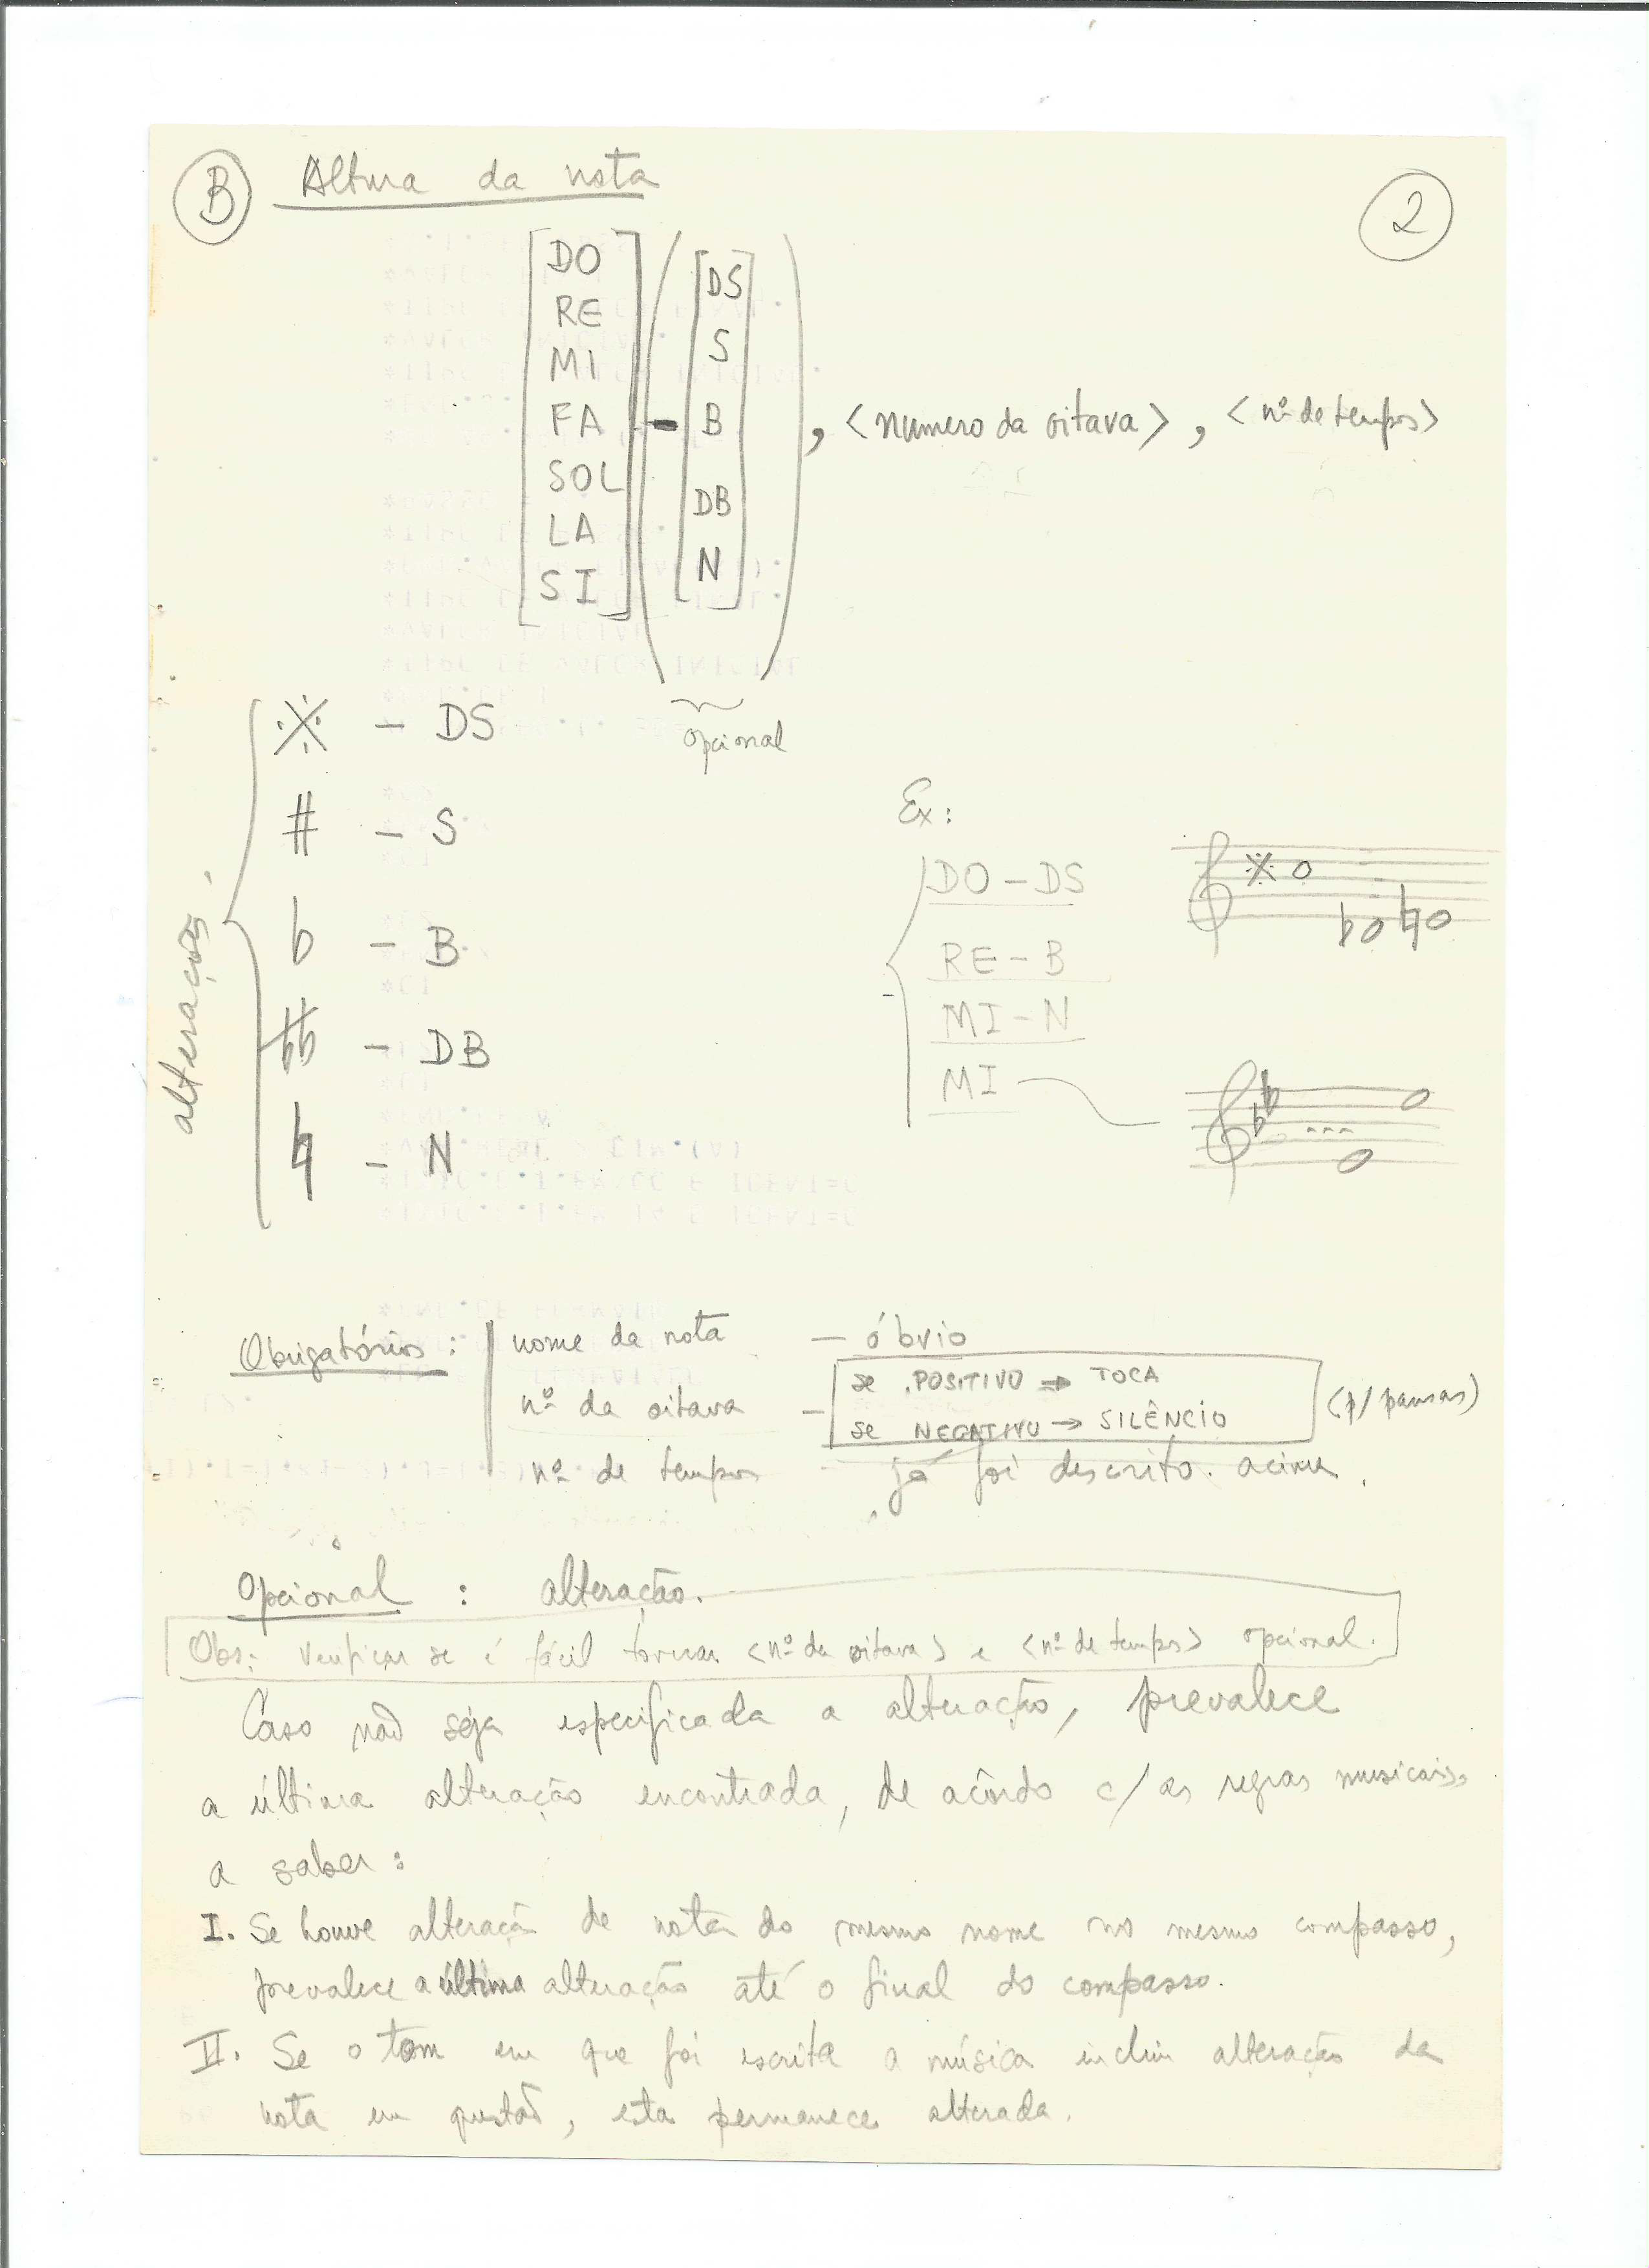 B Altura da nota
2
DO
RE
MI
FA
SOL
LA
SI
-
DS
S
B
DB
N
, <numero da oitava> , <nº de tempos>
opcional
alterações
𝄪 - DS
# - S
♭ - B
♭♭ - DB
♮ - N
Ex:
DO - DS
RE - B
MI - N
MI
Obrigatórios : nome da nota - óbvio
nº da oitava - se POSITIVO → TOCA
se NEGATIVO → SILÊNCIO (p/ pausas)
nº de tempos - já foi descrito acima.
Opcional : alteração.
Obs: Verificar se é fácil tornar <nº da oitava> e <nº de tempos> opcional.
Caso não seja especificada a alteração, prevalece
a última alteração encontrada, de acôrdo c/ as regras musicais,
a saber:
I. Se houve alteração de nota do mesmo nome no mesmo compasso,
prevalece a última alteração até o final do compasso.
II. Se o tom em que foi escrita a música inclui alteração da
nota em questão, esta permanece alterada.